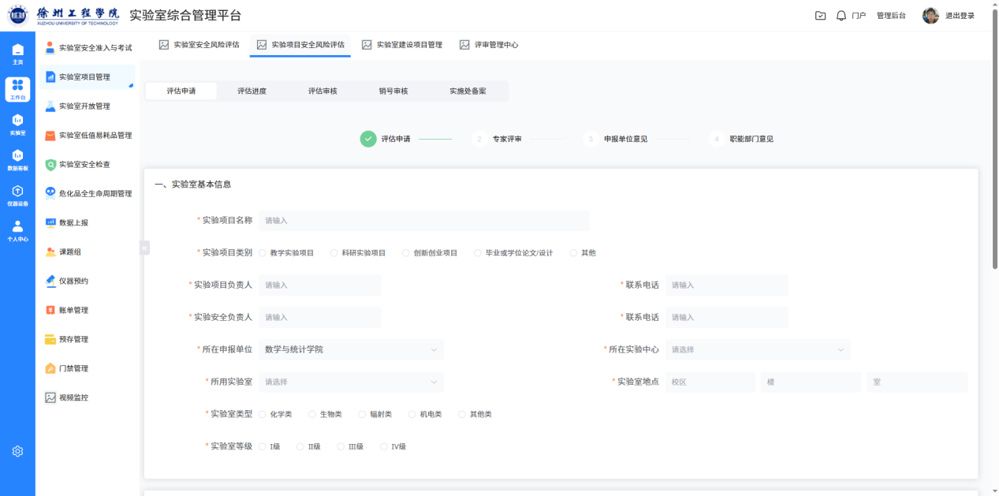 徐州工程學院
XUZHOU UNIVERSITY OF TECHNOLOGY
实验室综合管理平台
门户 管理后台 退出登录
主页
工作台
实验室
数据看板
仪器设备
个人中心
实验室安全准入与考试
实验室项目管理
实验室开放管理
实验室低值易耗品管理
实验室安全检查
危化品全生命周期管理
数据上报
课题组
仪器预约
账单管理
预存管理
门禁管理
视频监控
实验室安全风险评估 实验项目安全风险评估 实验室建设项目管理 评审管理中心
评估申请 评估进度 评估审核 销号审核 实施处备案
评估申请 2 专家评审 3 申报单位意见 4 职能部门意见
一、实验室基本信息
* 实验项目名称 请输入
* 实验项目类别 教学实验项目 科研实验项目 创新创业项目 毕业或学位论文/设计 其他
* 实验项目负责人 请输入 * 联系电话 请输入
* 实验安全负责人 请输入 * 联系电话 请输入
* 所在申报单位 数学与统计学院 * 所在实验中心 请选择
* 所用实验室 请选择 * 实验室地点 校区 楼 室
* 实验室类型 化学类 生物类 辐射类 机电类 其他类
* 实验室等级 I级 II级 III级 IV级